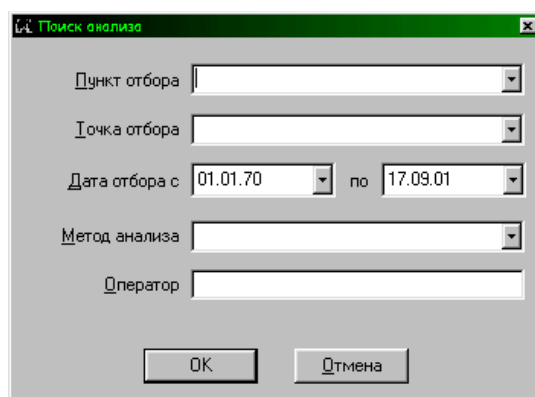 Поиск анализа
Пункт отбора
Точка отбора
Дата отбора с 01.01.70 по 17.09.01
Метод анализа
Оператор
OK Отмена